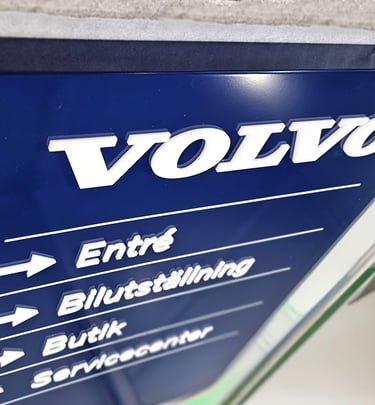 VOLVO
Entré
Bilutställning
Butik
Servicecenter